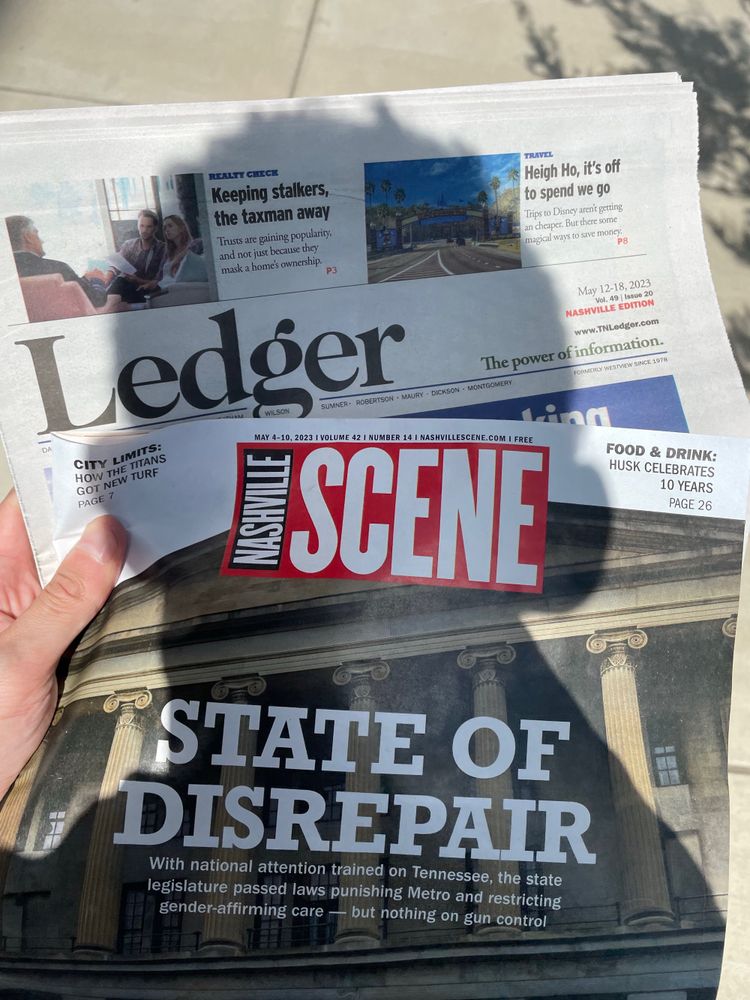 REALTY CHECK
Keeping stalkers,
the taxman away
Trusts are gaining popularity,
and not just because they
mask a home's ownership.
P3
TRAVEL
Heigh Ho, it's off
to spend we go
Trips to Disney aren't getting
an cheaper. But there some
magical ways to save money.
P8
May 12-18, 2023
Vol. 49 | Issue 20
NASHVILLE EDITION
www.TNLedger.com
Ledger
The power of information.
FORMERLY WESTVIEW SINCE 1978
WILSON SUMNER • ROBERTSON • MAURY • DICKSON • MONTGOMERY
CITY LIMITS:
HOW THE TITANS
GOT NEW TURF
PAGE 7
MAY 4–10, 2023 I VOLUME 42 I NUMBER 14 I NASHVILLESCENE.COM I FREE
NASHVILLE
SCENE
FOOD & DRINK:
HUSK CELEBRATES
10 YEARS
PAGE 26
STATE OF
DISREPAIR
With national attention trained on Tennessee, the state
legislature passed laws punishing Metro and restricting
gender-affirming care — but nothing on gun control